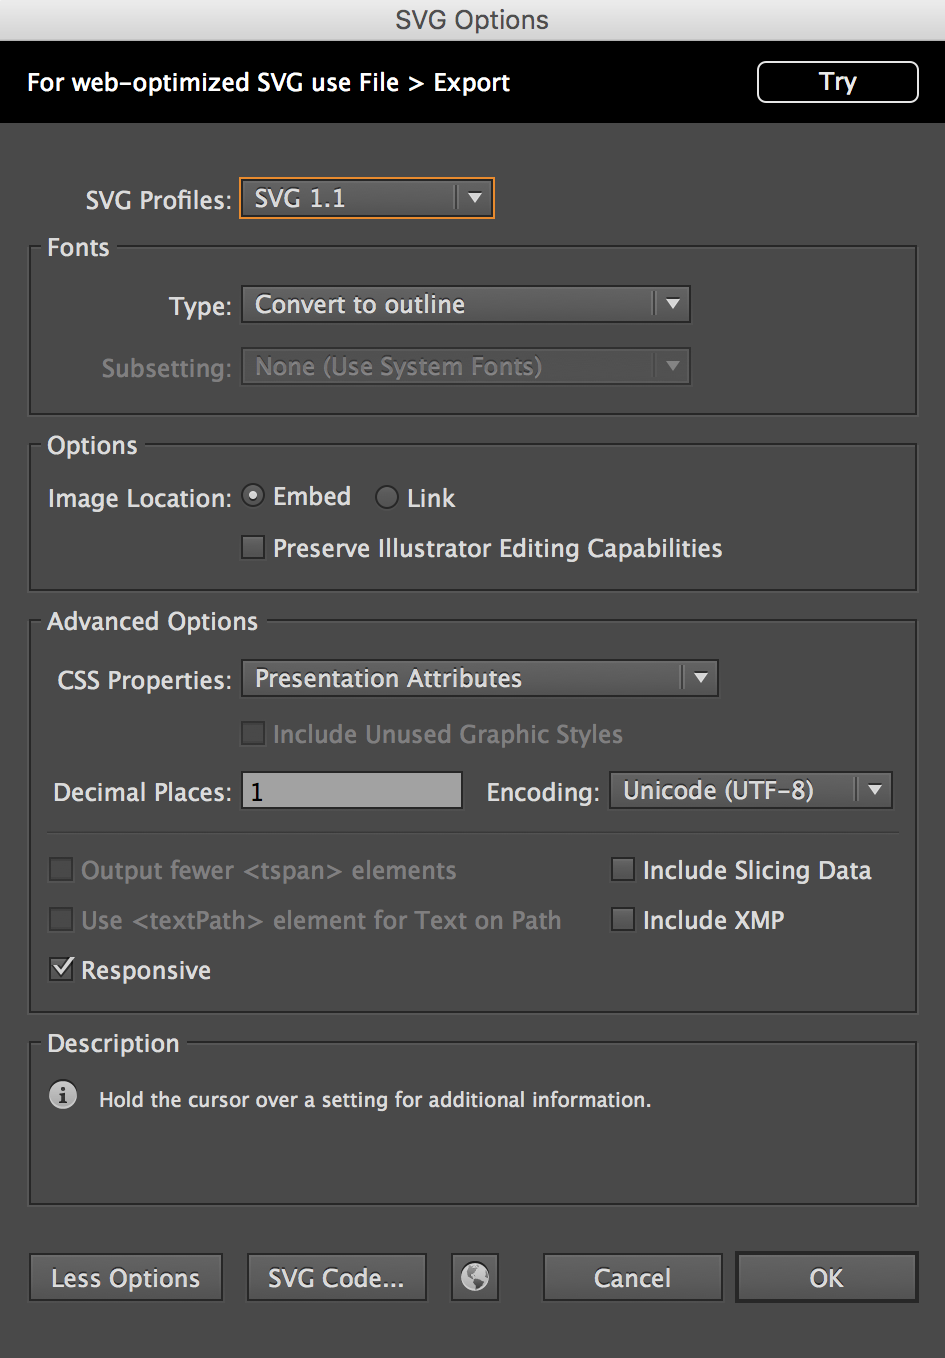 SVG Options
For web-optimized SVG use File > Export
Try
SVG Profiles: SVG 1.1
Fonts
Type: Convert to outline
Subsetting: None (Use System Fonts)
Options
Image Location: Embed Link
Preserve Illustrator Editing Capabilities
Advanced Options
CSS Properties: Presentation Attributes
Include Unused Graphic Styles
Decimal Places: 1 Encoding: Unicode (UTF-8)
Output fewer <tspan> elements Include Slicing Data
Use <textPath> element for Text on Path Include XMP
Responsive
Description
Hold the cursor over a setting for additional information.
Less Options SVG Code... Cancel OK